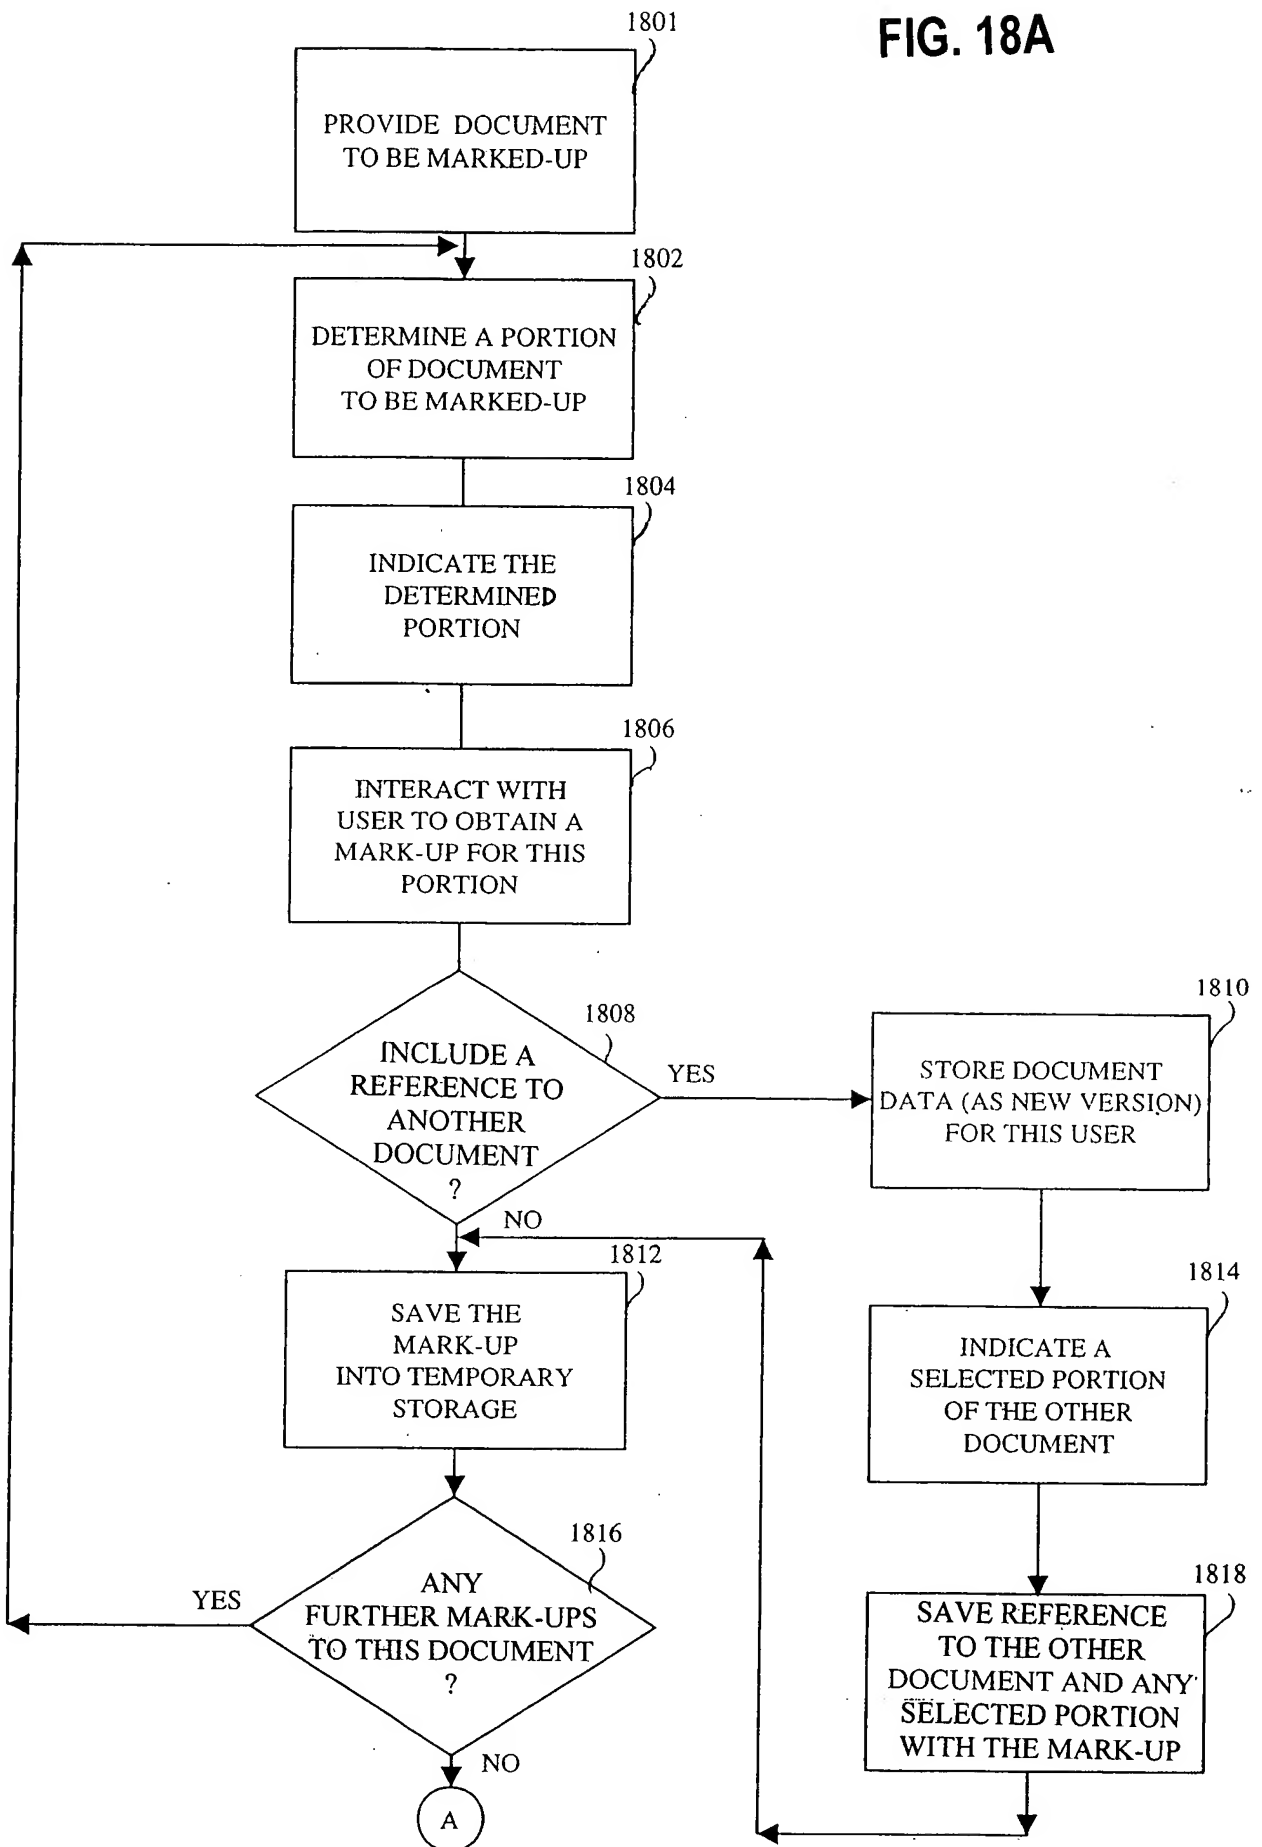 FIG. 18A
1801
PROVIDE DOCUMENT
TO BE MARKED-UP
1802
DETERMINE A PORTION
OF DOCUMENT
TO BE MARKED-UP
1804
INDICATE THE
DETERMINED
PORTION
1806
INTERACT WITH
USER TO OBTAIN A
MARK-UP FOR THIS
PORTION
1808
INCLUDE A
REFERENCE TO
ANOTHER
DOCUMENT
?
YES
NO
1810
STORE DOCUMENT
DATA (AS NEW VERSION)
FOR THIS USER
1812
SAVE THE
MARK-UP
INTO TEMPORARY
STORAGE
1814
INDICATE A
SELECTED PORTION
OF THE OTHER
DOCUMENT
1816
ANY
FURTHER MARK-UPS
TO THIS DOCUMENT
?
YES
NO
A
1818
SAVE REFERENCE
TO THE OTHER
DOCUMENT AND ANY
SELECTED PORTION
WITH THE MARK-UP